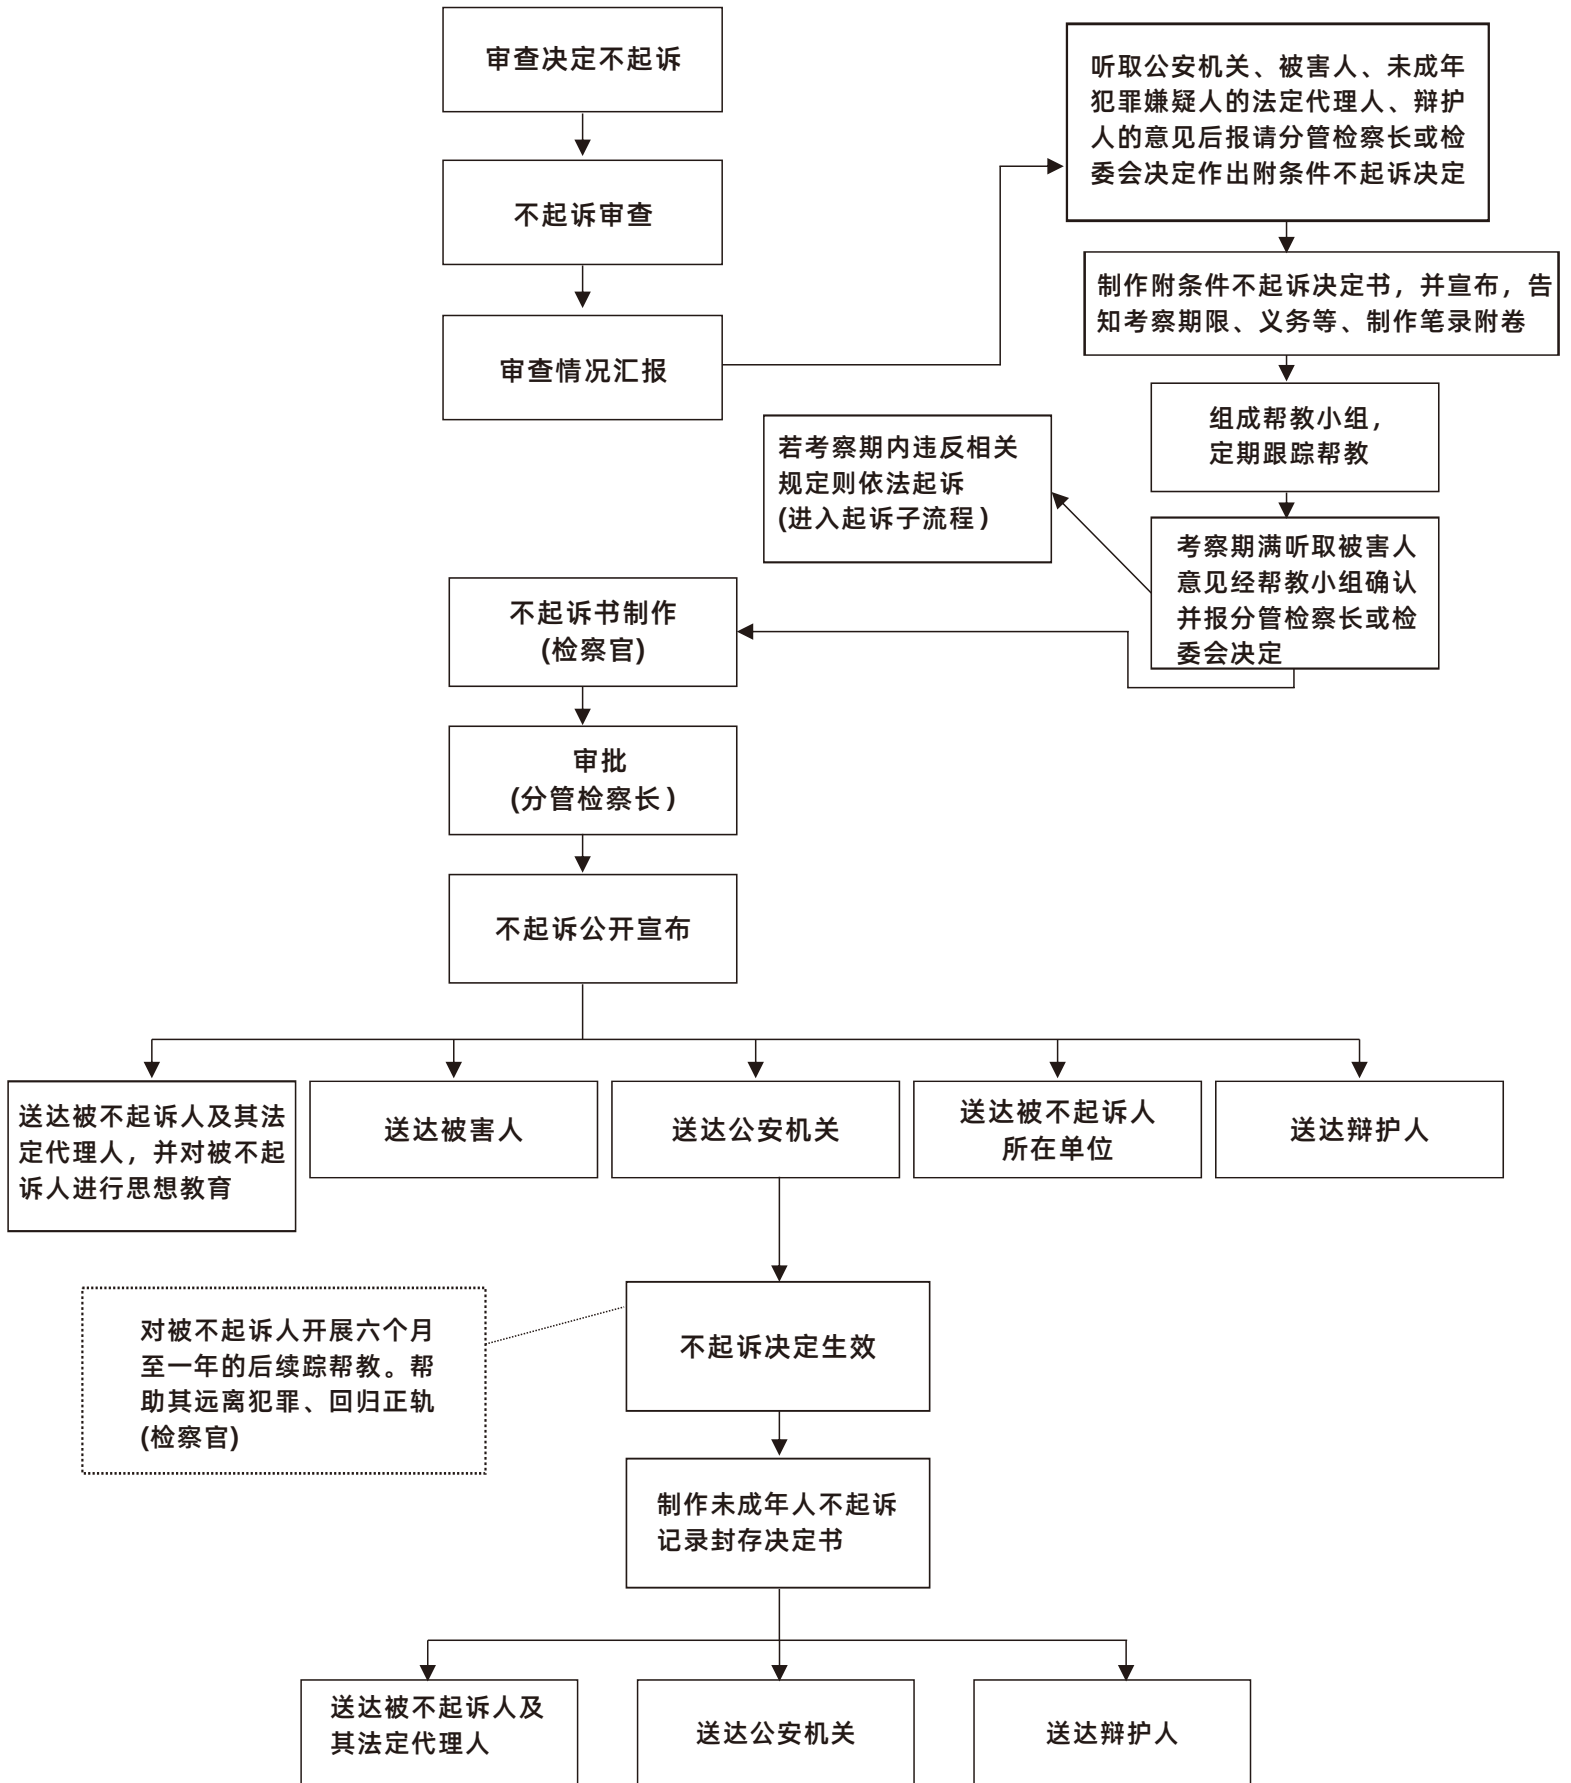 审查决定不起诉
不起诉审查
审查情况汇报
听取公安机关、被害人、未成年
犯罪嫌疑人的法定代理人、辩护
人的意见后报请分管检察长或检
委会决定作出附条件不起诉决定
制作附条件不起诉决定书，并宣布，告
知考察期限、义务等、制作笔录附卷
组成帮教小组，
定期跟踪帮教
考察期满听取被害人
意见经帮教小组确认
并报分管检察长或检
委会决定
若考察期内违反相关
规定则依法起诉
(进入起诉子流程)
不起诉书制作
(检察官)
审批
(分管检察长)
不起诉公开宣布
送达被不起诉人及其法
定代理人，并对被不起
诉人进行思想教育
送达被害人
送达公安机关
送达被不起诉人
所在单位
送达辩护人
不起诉决定生效
对被不起诉人开展六个月
至一年的后续踪帮教。帮
助其远离犯罪、回归正轨
(检察官)
制作未成年人不起诉
记录封存决定书
送达被不起诉人及
其法定代理人
送达公安机关
送达辩护人